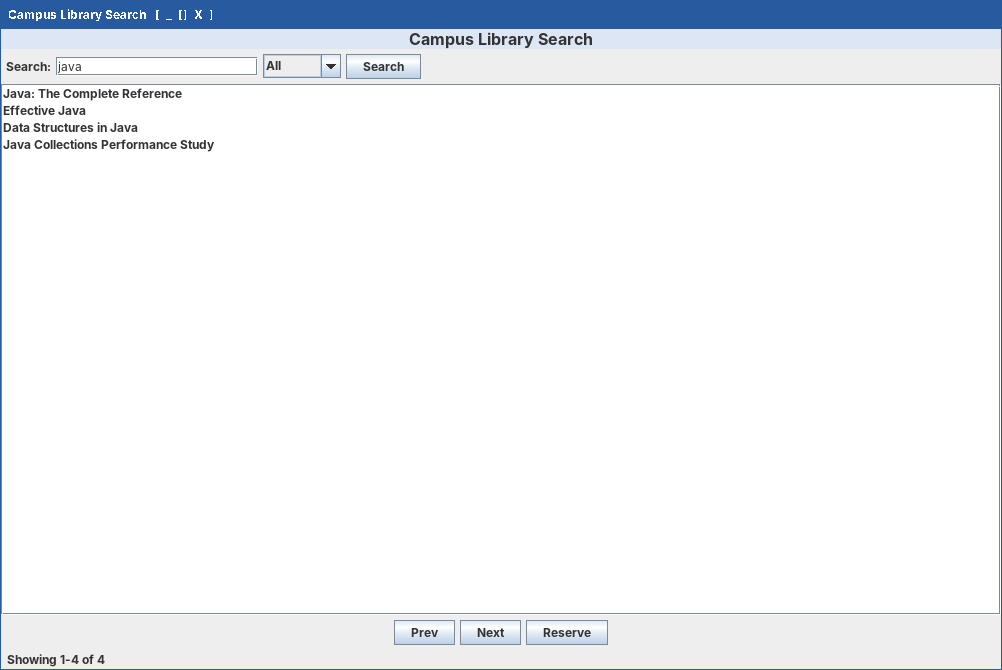 Campus Library Search [ _ [] X ]
Campus Library Search
Search: java All Search
Java: The Complete Reference
Effective Java
Data Structures in Java
Java Collections Performance Study
Prev Next Reserve
Showing 1-4 of 4